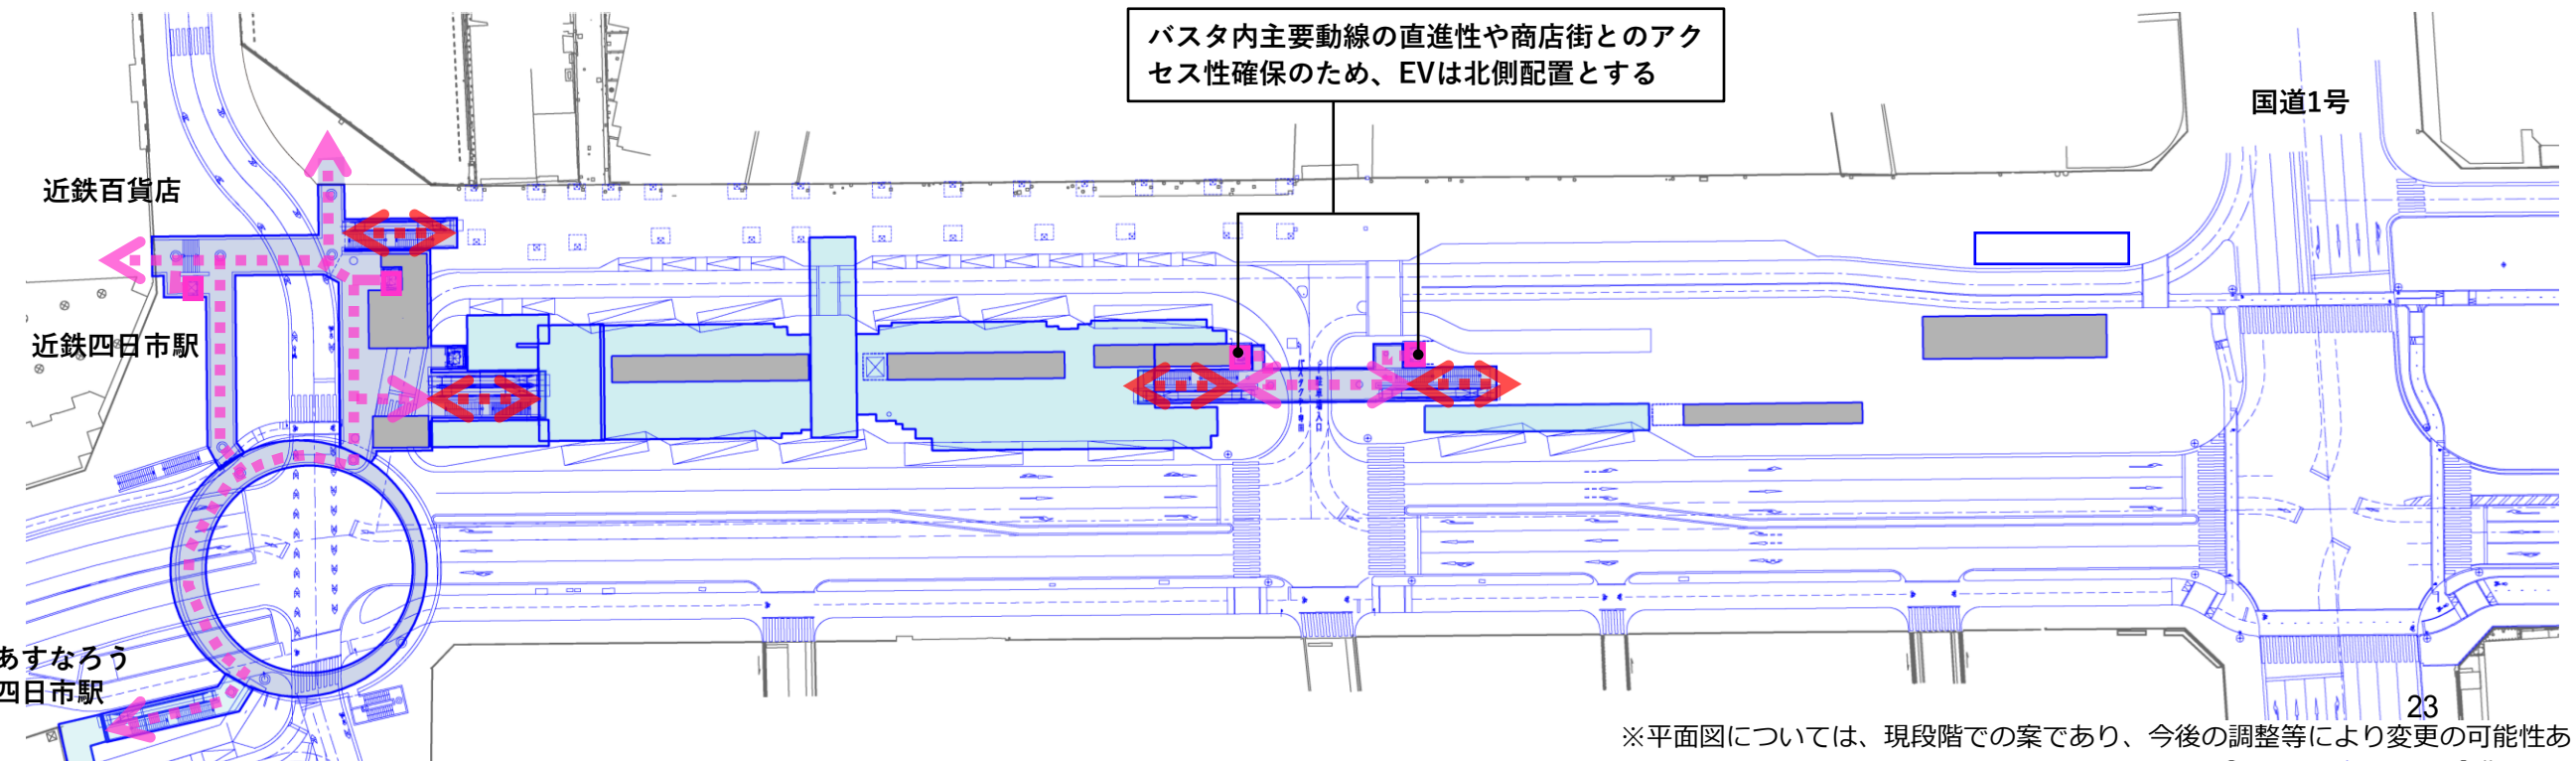 バスタ内主要動線の直進性や商店街とのアク
セス性確保のため、EVは北側配置とする
国道1号
近鉄百貨店
近鉄四日市駅
あすなろう
四日市駅
23
※平面図については、現段階での案であり、今後の調整等により変更の可能性あ